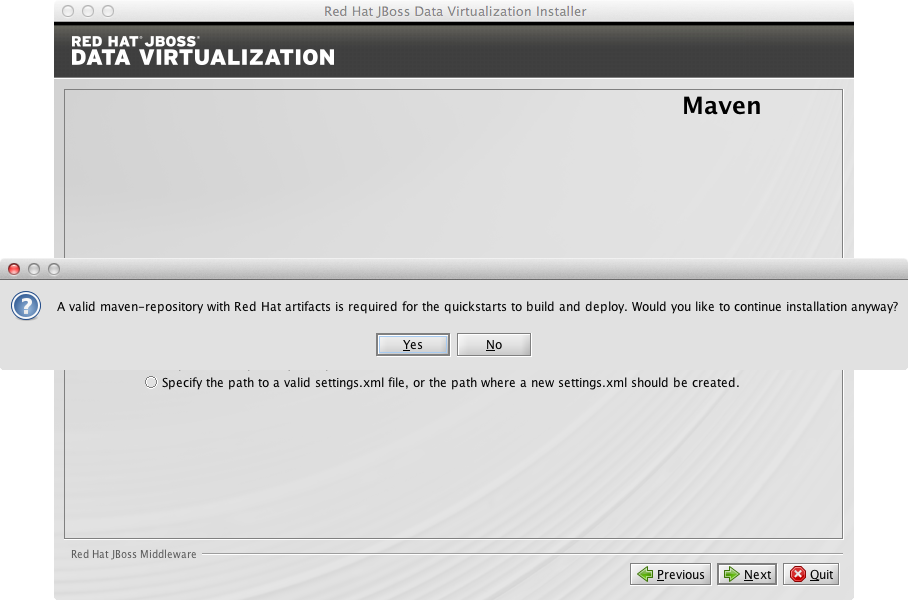 Red Hat JBoss Data Virtualization Installer
RED HAT® JBOSS®
DATA VIRTUALIZATION
Maven
A valid maven-repository with Red Hat artifacts is required for the quickstarts to build and deploy. Would you like to continue installation anyway?
Yes
No
Specify the path to a valid settings.xml file, or the path where a new settings.xml should be created.
Red Hat JBoss Middleware
Previous
Next
Quit